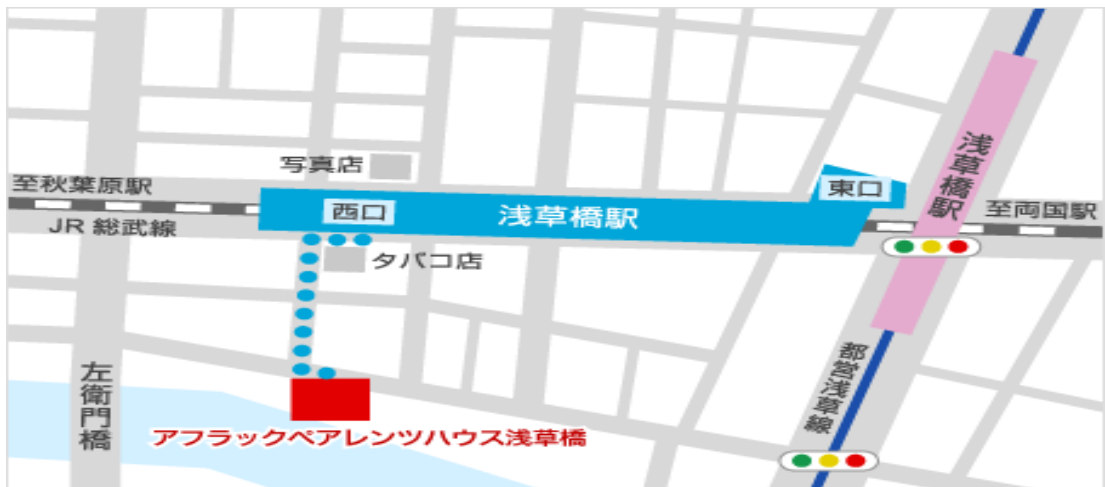 写真店
至秋葉原駅
西口
浅草橋駅
東口
浅草橋駅
至両国駅
JR 総武線
タバコ店
左衛門橋
都営浅草線
アフラックペアレンツハウス浅草橋